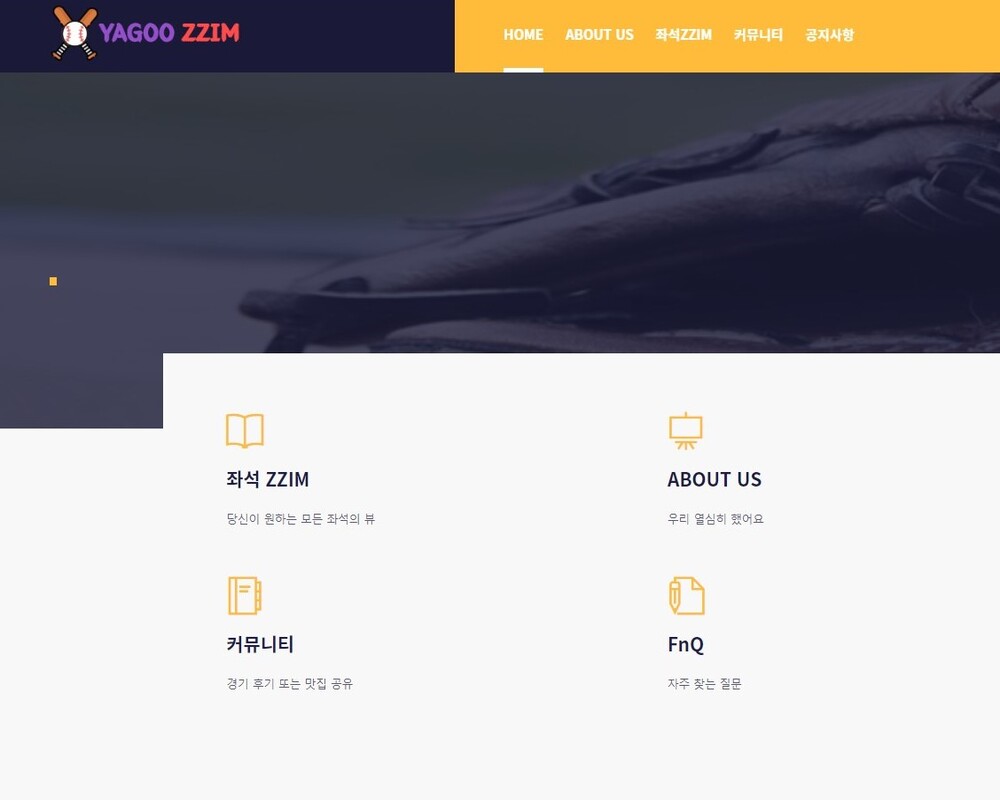 YAGOO ZZIM
HOME ABOUT US 좌석ZZIM 커뮤니티 공지사항
좌석 ZZIM
당신이 원하는 모든 좌석의 뷰
ABOUT US
우리 열심히 했어요
커뮤니티
경기 후기 또는 맛집 공유
FnQ
자주 찾는 질문